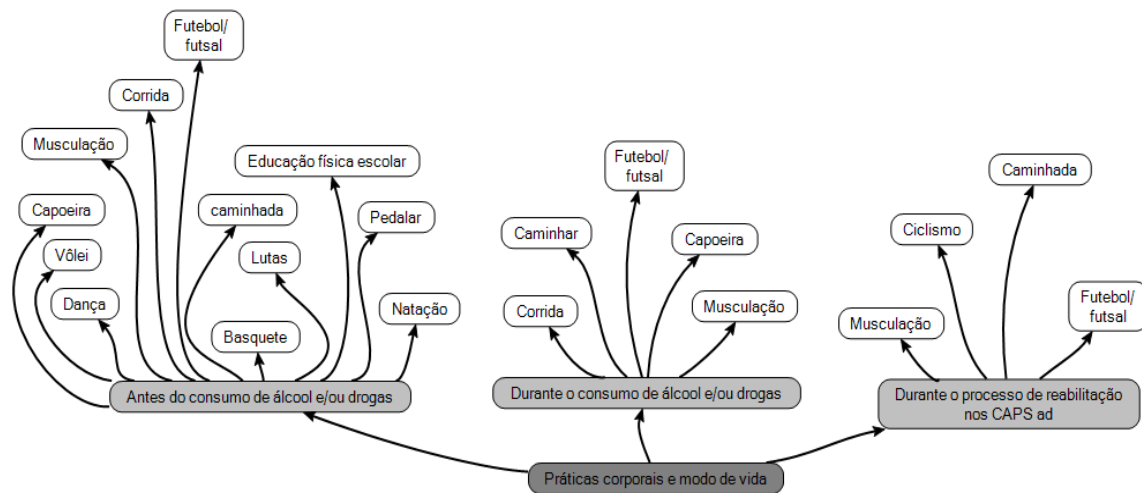 Futebol/
futsal
Corrida
Musculação
Educação física escolar
Capoeira
caminhada
Pedalar
Vôlei
Lutas
Dança
Natação
Basquete
Antes do consumo de álcool e/ou drogas
Futebol/
futsal
Caminhar
Capoeira
Corrida
Musculação
Durante o consumo de álcool e/ou drogas
Caminhada
Ciclismo
Futebol/
futsal
Musculação
Durante o processo de reabilitação
nos CAPS ad
Práticas corporais e modo de vida